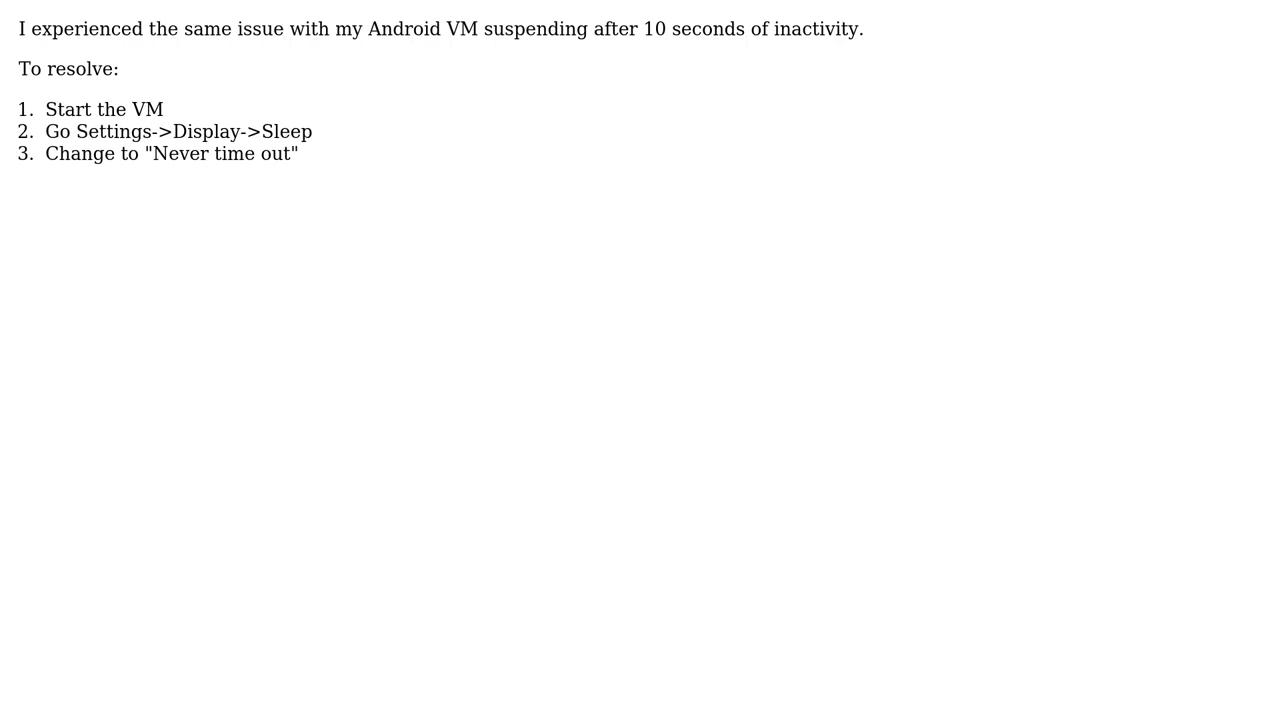 I experienced the same issue with my Android VM suspending after 10 seconds of inactivity.
To resolve:
1. Start the VM
2. Go Settings->Display->Sleep
3. Change to "Never time out"